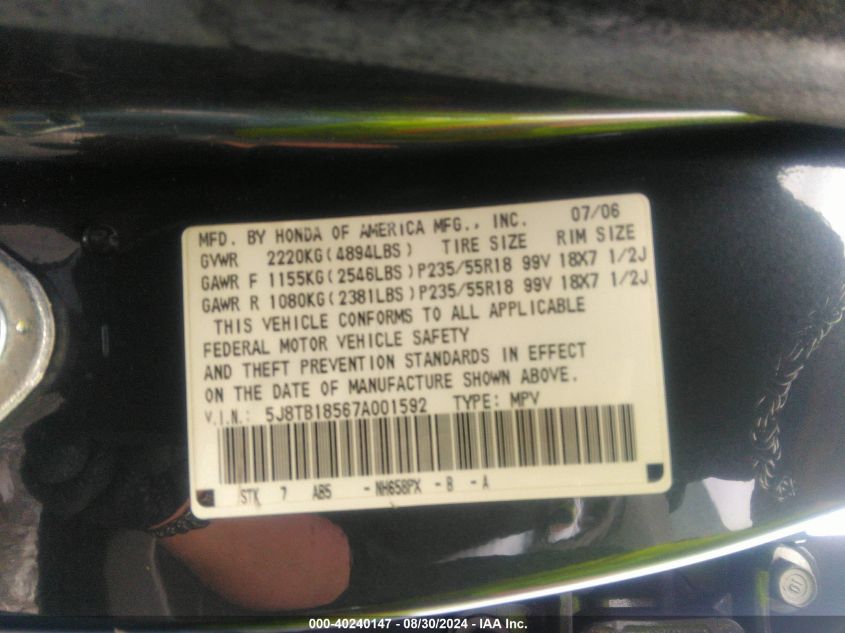 MFD. BY HONDA OF AMERICA MFG., INC. 07/06
GVWR 2220KG(4894LBS) TIRE SIZE RIM SIZE
GAWR F 1155KG(2546LBS)P235/55R18 99V 18X7 1/2J
GAWR R 1080KG(2381LBS)P235/55R18 99V 18X7 1/2J
THIS VEHICLE CONFORMS TO ALL APPLICABLE
FEDERAL MOTOR VEHICLE SAFETY
AND THEFT PREVENTION STANDARDS IN EFFECT
ON THE DATE OF MANUFACTURE SHOWN ABOVE.
V.I.N.: 5J8TB18567A001592 TYPE: MPV
STK 7 AB5 -NH658PX - B - A
000-40240147 - 08/30/2024 - IAA Inc.